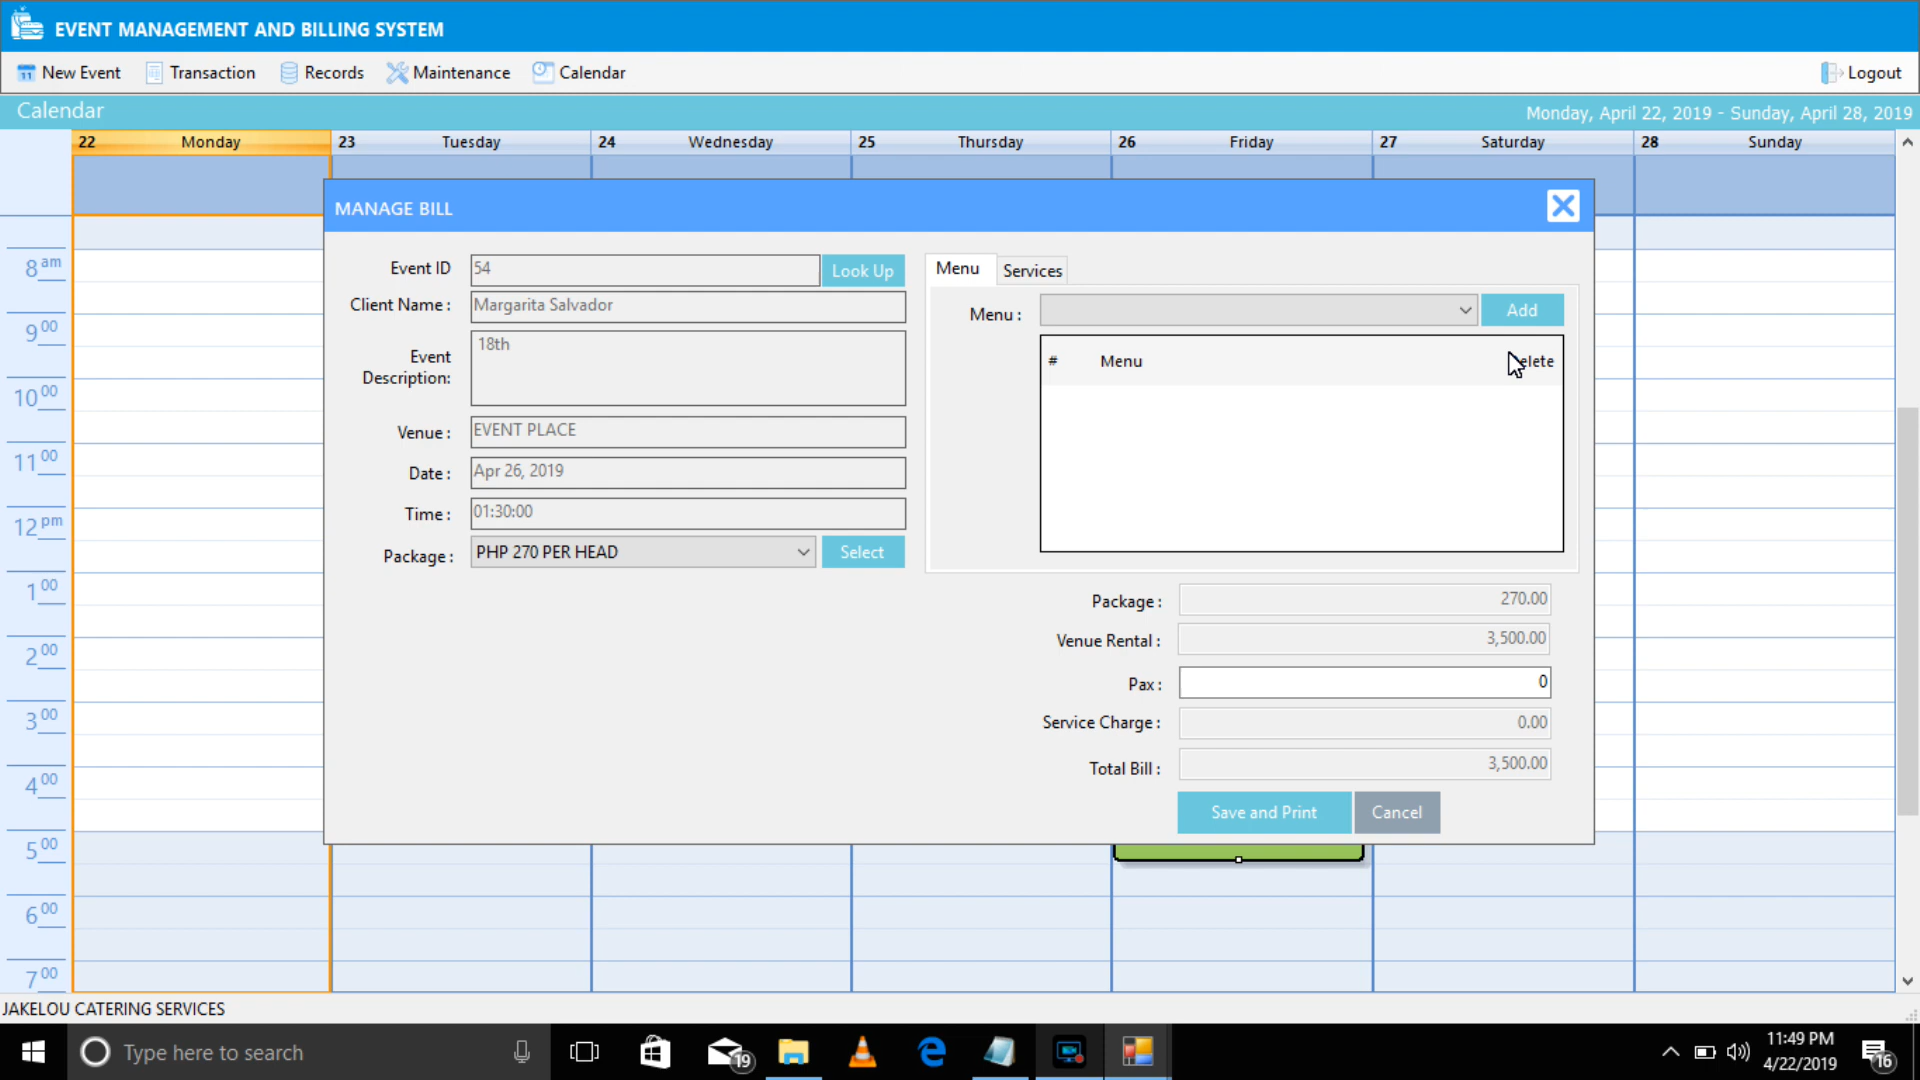 EVENT MANAGEMENT AND BILLING SYSTEM
New Event Transaction Records Maintenance Calendar Logout
Calendar Monday, April 22, 2019 - Sunday, April 28, 2019
22 Monday 23 Tuesday 24 Wednesday 25 Thursday 26 Friday 27 Saturday 28 Sunday
MANAGE BILL
8 am
9 00
10 00
11 00
12 pm
1 00
2 00
3 00
4 00
5 00
6 00
7 00
Event ID 54 Look Up
Client Name : Margarita Salvador
Event
Description: 18th
Venue : EVENT PLACE
Date : Apr 26, 2019
Time : 01:30:00
Package : PHP 270 PER HEAD Select
Menu Services
Menu : Add
# Menu
Package : 270.00
Venue Rental : 3,500.00
Pax : 0
Service Charge : 0.00
Total Bill : 3,500.00
Save and Print Cancel
JAKELOU CATERING SERVICES
Type here to search
19
11:49 PM
4/22/2019
16